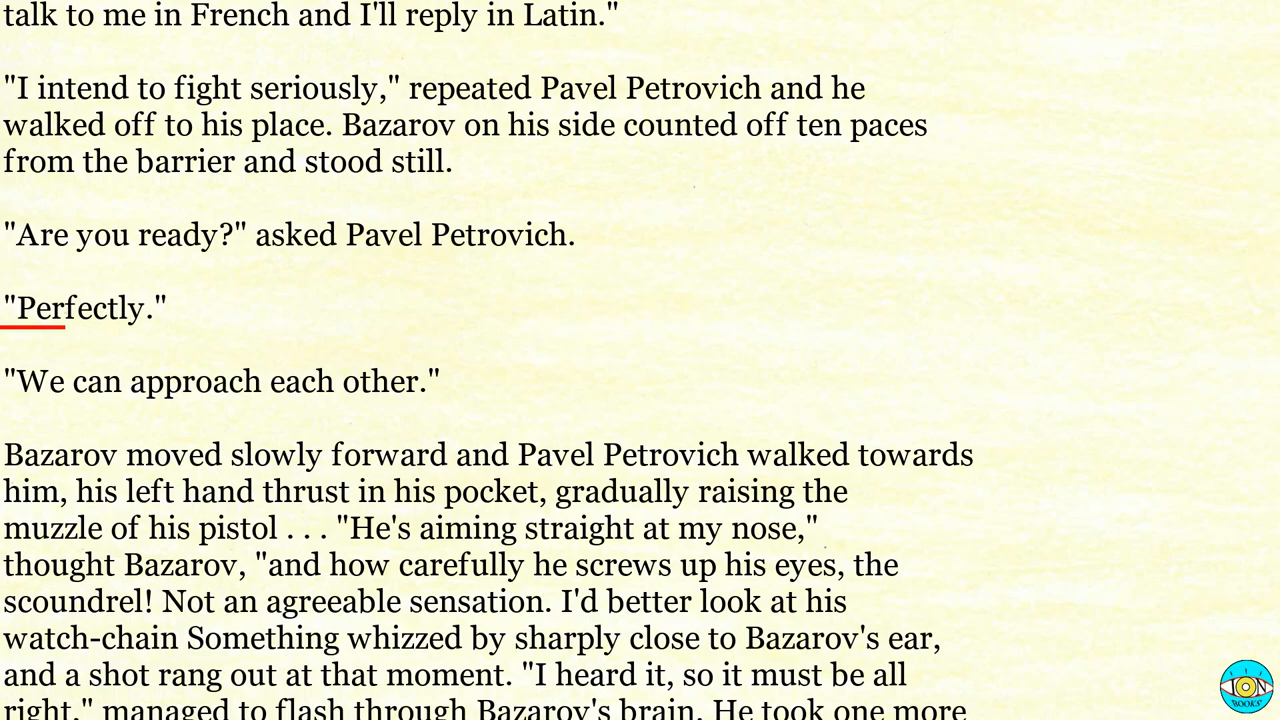 talk to me in French and I'll reply in Latin."
"I intend to fight seriously," repeated Pavel Petrovich and he
walked off to his place. Bazarov on his side counted off ten paces
from the barrier and stood still.
"Are you ready?" asked Pavel Petrovich.
"Perfectly."
"We can approach each other."
Bazarov moved slowly forward and Pavel Petrovich walked towards
him, his left hand thrust in his pocket, gradually raising the
muzzle of his pistol . . . "He's aiming straight at my nose,"
thought Bazarov, "and how carefully he screws up his eyes, the
scoundrel! Not an agreeable sensation. I'd better look at his
watch-chain Something whizzed by sharply close to Bazarov's ear,
and a shot rang out at that moment. "I heard it, so it must be all
right," managed to flash through Bazarov's brain. He took one more
ION
BOOKS